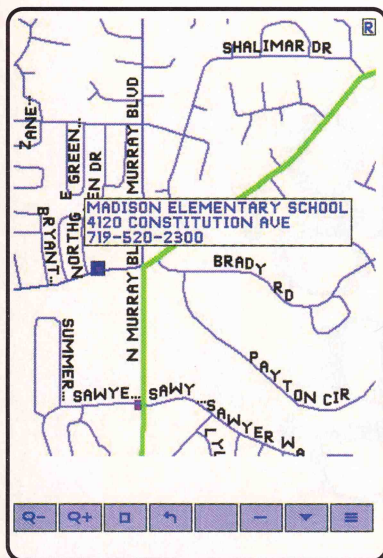 R
SHALIMAR DR
ZANE…
E GREEN…
EN DR
MURRAY BLVD
MADISON ELEMENTARY SCHOOL
4120 CONSTITUTION AVE
719-520-2300
BRYANT…
NORTHG
N MURRAY BL
BRADY RD
SUMMER…
PAYTON CIR
SAWYE…
SAWY…
SAWYER WA
LYL
Q- Q+